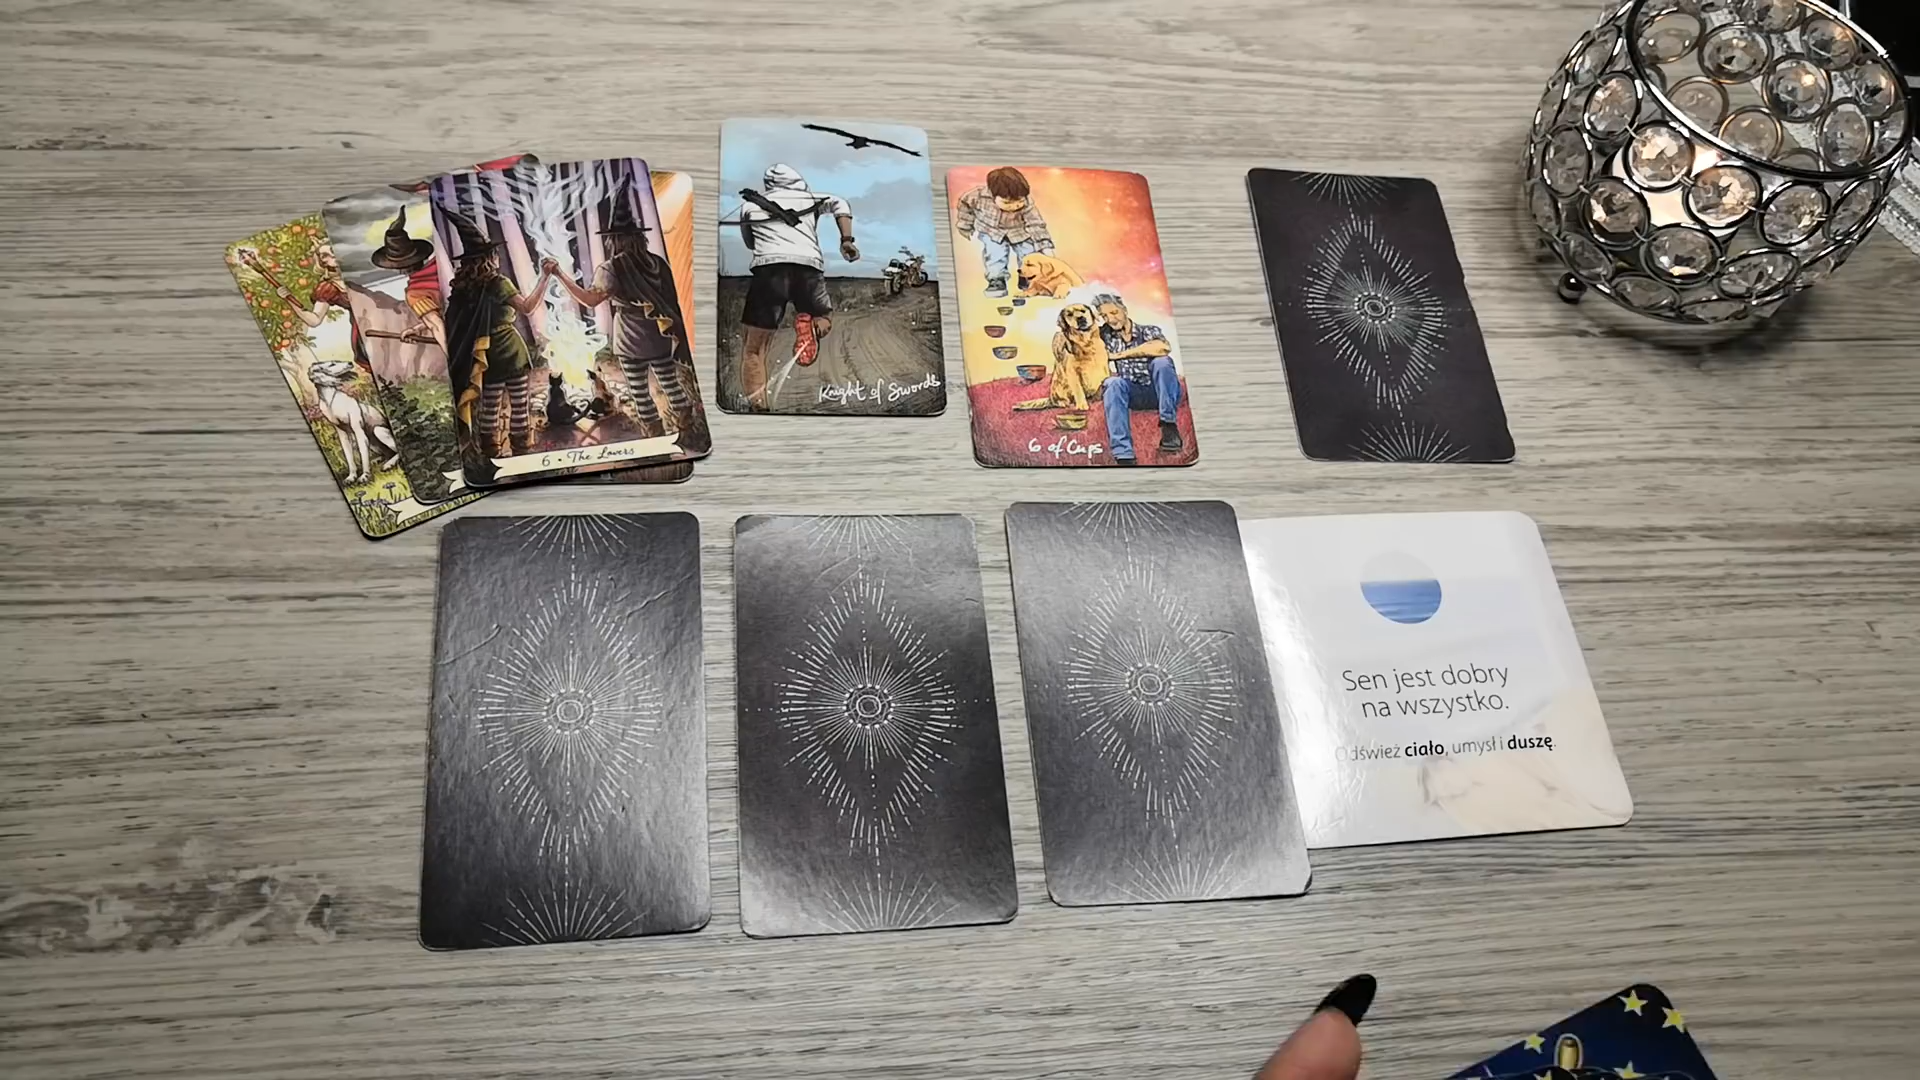 Knight of Swords
6 • The Lovers
6 of Cups
Sen jest dobry
na wszystko.
Odśwież ciało, umysł i duszę.